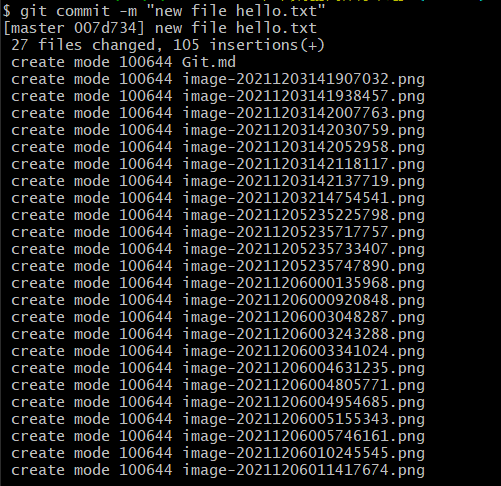 $ git commit -m "new file hello.txt"
[master 007d734] new file hello.txt
 27 files changed, 105 insertions(+)
 create mode 100644 Git.md
 create mode 100644 image-20211203141907032.png
 create mode 100644 image-20211203141938457.png
 create mode 100644 image-20211203142007763.png
 create mode 100644 image-20211203142030759.png
 create mode 100644 image-20211203142052958.png
 create mode 100644 image-20211203142118117.png
 create mode 100644 image-20211203142137719.png
 create mode 100644 image-20211203214754541.png
 create mode 100644 image-20211205235225798.png
 create mode 100644 image-20211205235717757.png
 create mode 100644 image-20211205235733407.png
 create mode 100644 image-20211205235747890.png
 create mode 100644 image-20211206000135968.png
 create mode 100644 image-20211206000920848.png
 create mode 100644 image-20211206003048287.png
 create mode 100644 image-20211206003243288.png
 create mode 100644 image-20211206003341024.png
 create mode 100644 image-20211206004631235.png
 create mode 100644 image-20211206004805771.png
 create mode 100644 image-20211206004954685.png
 create mode 100644 image-20211206005155343.png
 create mode 100644 image-20211206005746161.png
 create mode 100644 image-20211206010245545.png
 create mode 100644 image-20211206011417674.png